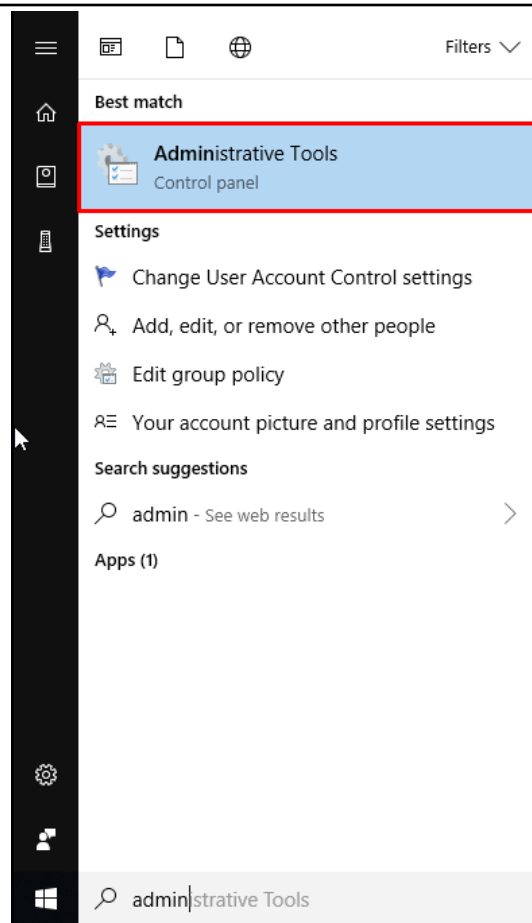 Filters
Best match
Administrative Tools
Control panel
Settings
Change User Account Control settings
Add, edit, or remove other people
Edit group policy
Your account picture and profile settings
Search suggestions
admin - See web results
Apps (1)
administrative Tools